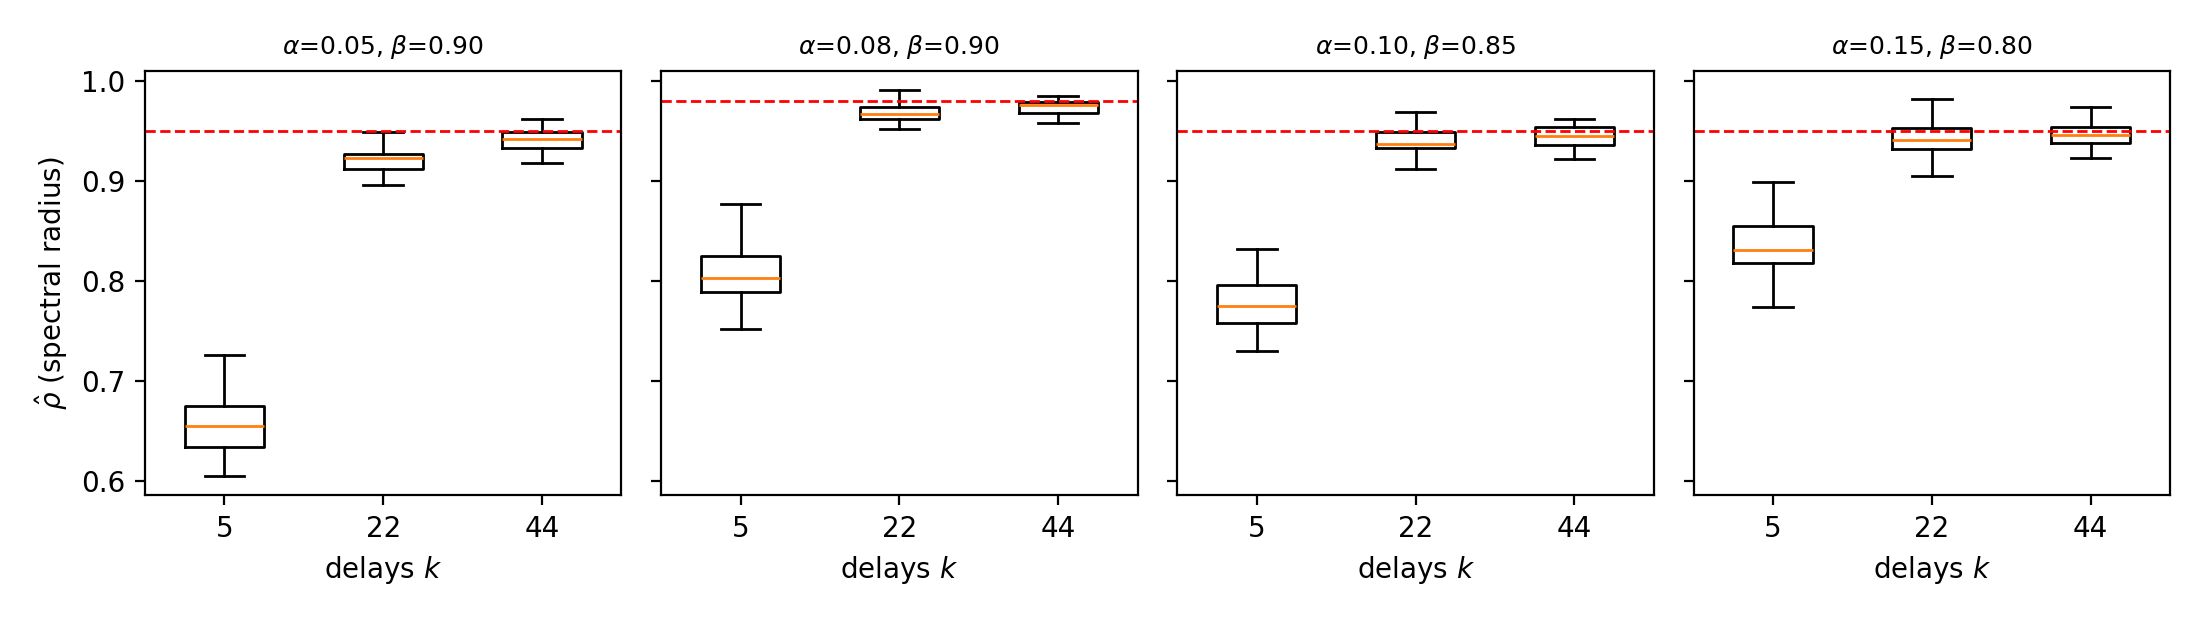 α=0.05, β=0.90
α=0.08, β=0.90
α=0.10, β=0.85
α=0.15, β=0.80
ρ̂ (spectral radius)
1.0
0.9
0.8
0.7
0.6
5 22 44
5 22 44
5 22 44
5 22 44
delays k
delays k
delays k
delays k